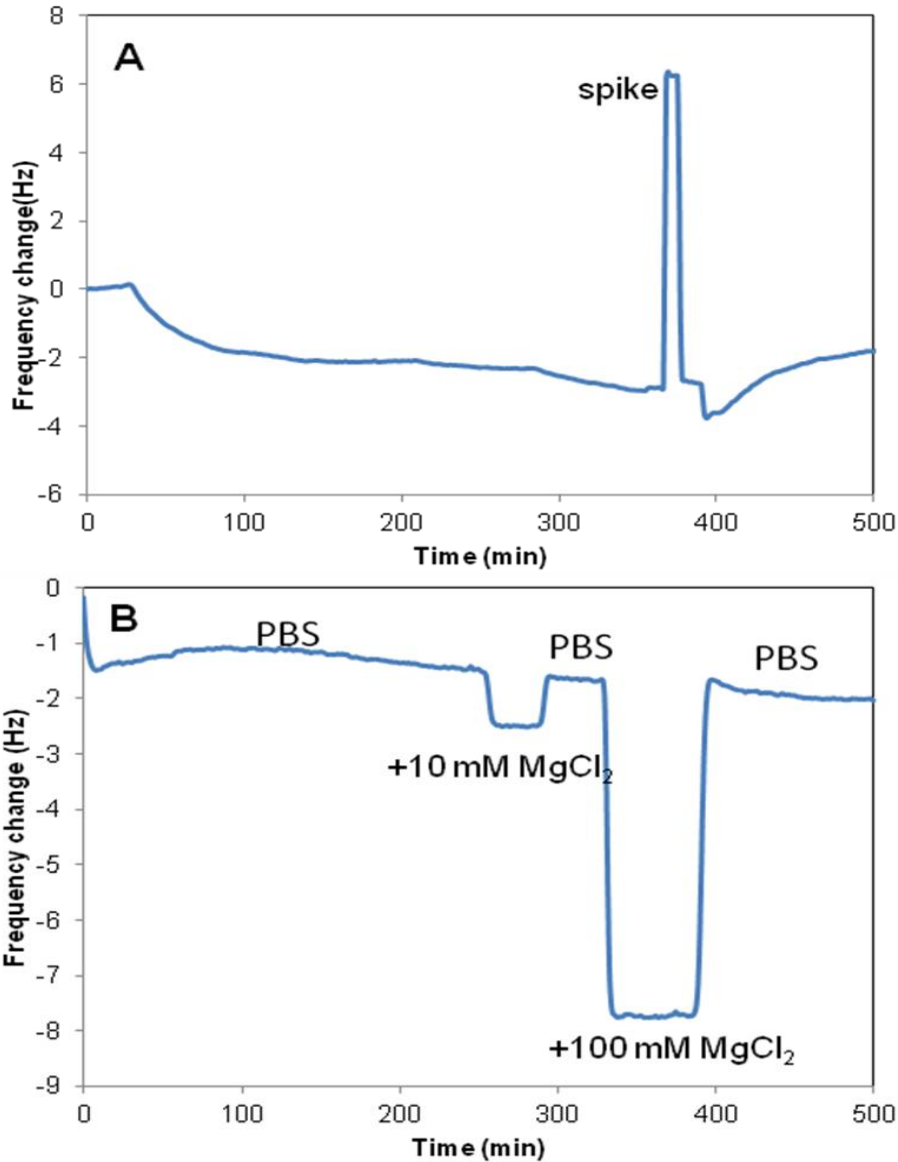 8
A
6
spike
4
2
0
-2
-4
-6
Frequency change(Hz)
0 100 200 300 400 500
Time (min)
0
B
PBS
-1
PBS
PBS
-2
-3
+10 mM MgCl₂
-4
-5
-6
-7
-8
+100 mM MgCl₂
-9
Frequency change (Hz)
0 100 200 300 400 500
Time (min)